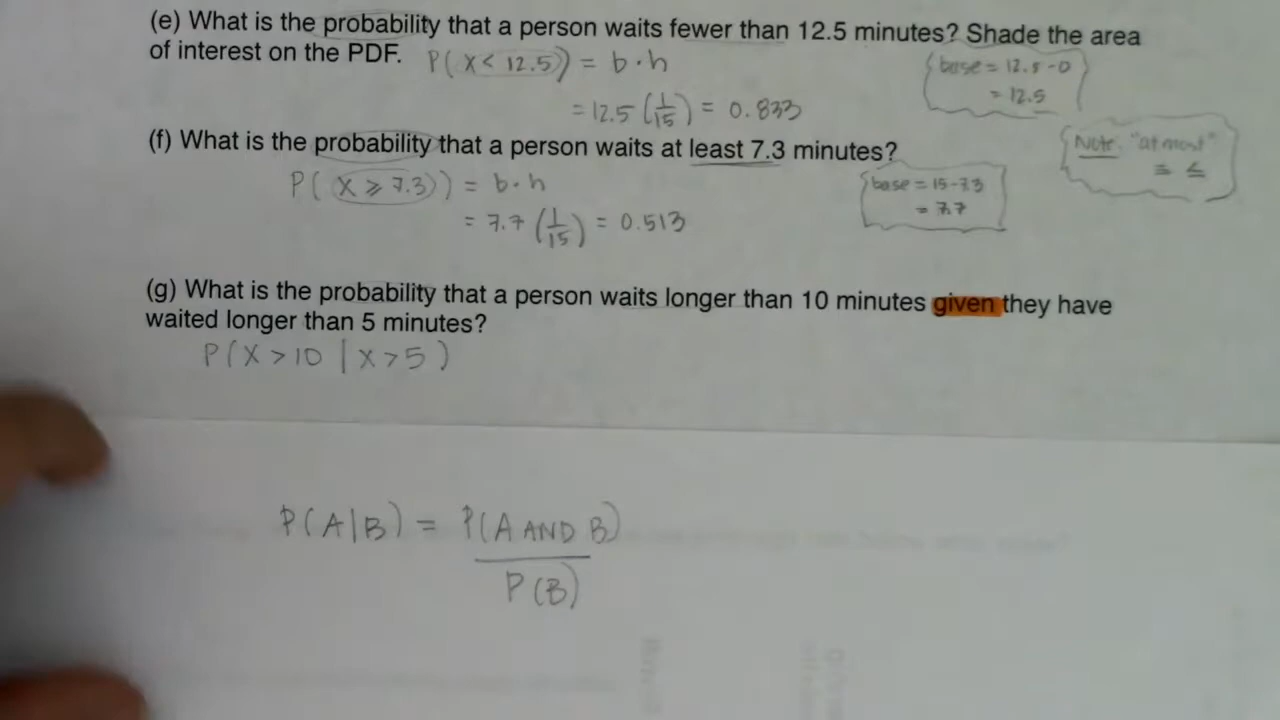 (e) What is the probability that a person waits fewer than 12.5 minutes? Shade the area
of interest on the PDF. P(X < 12.5) = b · h
base = 12.5 - 0
= 12.5
= 12.5 (1/15) = 0.833
(f) What is the probability that a person waits at least 7.3 minutes?
Note: "at most"
≡ ≤
P(X ≥ 7.3) = b · h
base = 15 - 7.3
= 7.7
= 7.7 (1/15) = 0.513
(g) What is the probability that a person waits longer than 10 minutes given they have
waited longer than 5 minutes?
P(X > 10 | X > 5)
P(A|B) = P(A AND B)
P(B)